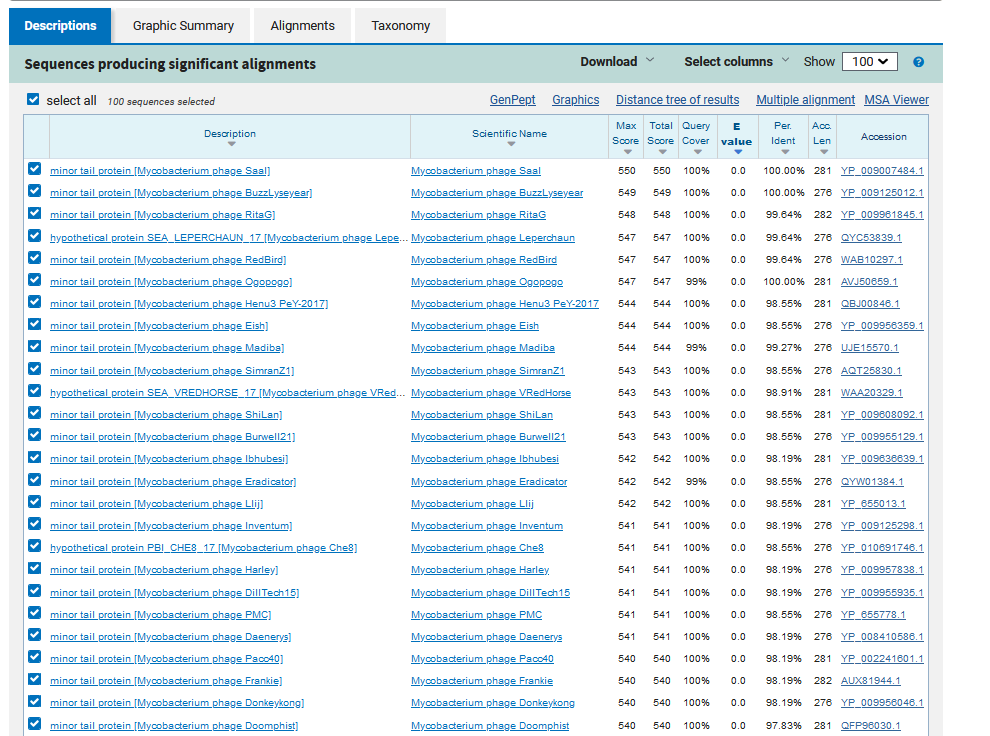 Descriptions Graphic Summary Alignments Taxonomy
Sequences producing significant alignments Download Select columns Show 100
select all 100 sequences selected GenPept Graphics Distance tree of results Multiple alignment MSA Viewer
Description Scientific Name Max Score Total Score Query Cover E value Per. Ident Acc. Len Accession
minor tail protein [Mycobacterium phage Saal] Mycobacterium phage Saal 550 550 100% 0.0 100.00% 281 YP_009007484.1
minor tail protein [Mycobacterium phage BuzzLyseyear] Mycobacterium phage BuzzLyseyear 549 549 100% 0.0 100.00% 276 YP_009125012.1
minor tail protein [Mycobacterium phage RitaG] Mycobacterium phage RitaG 548 548 100% 0.0 99.64% 282 YP_009961845.1
hypothetical protein SEA_LEPERCHAUN_17 [Mycobacterium phage Lepe... Mycobacterium phage Leperchaun 547 547 100% 0.0 99.64% 276 QYC53839.1
minor tail protein [Mycobacterium phage RedBird] Mycobacterium phage RedBird 547 547 100% 0.0 99.64% 276 WAB10297.1
minor tail protein [Mycobacterium phage Ogopogo] Mycobacterium phage Ogopogo 547 547 99% 0.0 100.00% 281 AVJ50659.1
minor tail protein [Mycobacterium phage Henu3 PeY-2017] Mycobacterium phage Henu3 PeY-2017 544 544 100% 0.0 98.55% 281 QBJ00846.1
minor tail protein [Mycobacterium phage Eish] Mycobacterium phage Eish 544 544 100% 0.0 98.55% 276 YP_009956359.1
minor tail protein [Mycobacterium phage Madiba] Mycobacterium phage Madiba 544 544 99% 0.0 99.27% 276 UJE15570.1
minor tail protein [Mycobacterium phage SimranZ1] Mycobacterium phage SimranZ1 543 543 100% 0.0 98.55% 276 AQT25830.1
hypothetical protein SEA_VREDHORSE_17 [Mycobacterium phage VRed... Mycobacterium phage VRedHorse 543 543 100% 0.0 98.91% 281 WAA20329.1
minor tail protein [Mycobacterium phage ShiLan] Mycobacterium phage ShiLan 543 543 100% 0.0 98.55% 281 YP_009608092.1
minor tail protein [Mycobacterium phage Burwell21] Mycobacterium phage Burwell21 543 543 100% 0.0 98.55% 276 YP_009955129.1
minor tail protein [Mycobacterium phage Ibhubesi] Mycobacterium phage Ibhubesi 542 542 100% 0.0 98.19% 281 YP_009636639.1
minor tail protein [Mycobacterium phage Eradicator] Mycobacterium phage Eradicator 542 542 99% 0.0 98.55% 276 QYW01384.1
minor tail protein [Mycobacterium phage Llij] Mycobacterium phage Llij 542 542 100% 0.0 98.55% 281 YP_655013.1
minor tail protein [Mycobacterium phage Inventum] Mycobacterium phage Inventum 541 541 100% 0.0 98.19% 276 YP_009125298.1
hypothetical protein PBI_CHE8_17 [Mycobacterium phage Che8] Mycobacterium phage Che8 541 541 100% 0.0 98.55% 276 YP_010691746.1
minor tail protein [Mycobacterium phage Harley] Mycobacterium phage Harley 541 541 100% 0.0 98.19% 276 YP_009957838.1
minor tail protein [Mycobacterium phage DillTech15] Mycobacterium phage DillTech15 541 541 100% 0.0 98.19% 276 YP_009955935.1
minor tail protein [Mycobacterium phage PMC] Mycobacterium phage PMC 541 541 100% 0.0 98.55% 276 YP_655778.1
minor tail protein [Mycobacterium phage Daenerys] Mycobacterium phage Daenerys 541 541 100% 0.0 98.19% 276 YP_008410586.1
minor tail protein [Mycobacterium phage Paco40] Mycobacterium phage Paco40 540 540 100% 0.0 98.19% 281 YP_002241601.1
minor tail protein [Mycobacterium phage Frankie] Mycobacterium phage Frankie 540 540 100% 0.0 98.19% 282 AUX81944.1
minor tail protein [Mycobacterium phage Donkeykong] Mycobacterium phage Donkeykong 540 540 100% 0.0 98.19% 276 YP_009956046.1
minor tail protein [Mycobacterium phage Doomphist] Mycobacterium phage Doomphist 540 540 100% 0.0 97.83% 281 QFP96030.1